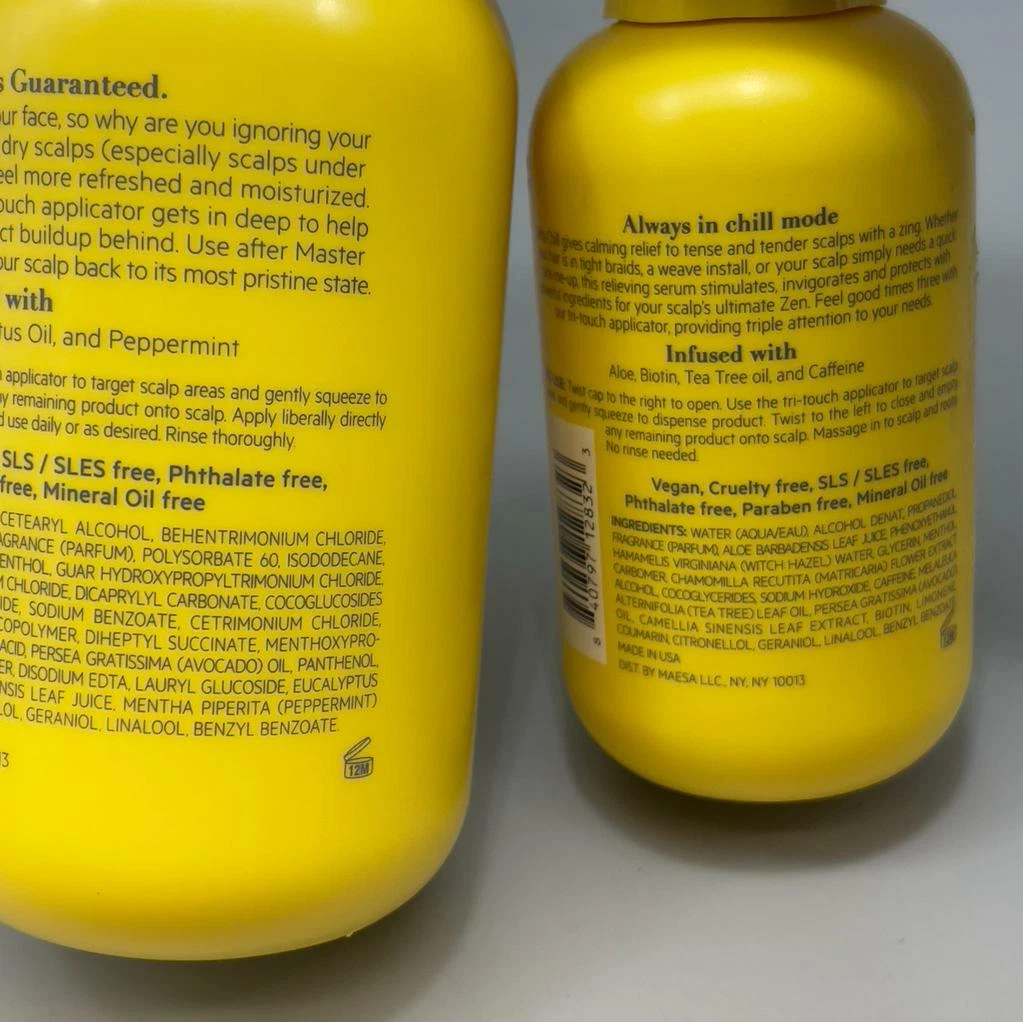 s Guaranteed.
ur face, so why are you ignoring your
dry scalps (especially scalps under
eel more refreshed and moisturized.
ouch applicator gets in deep to help
ct buildup behind. Use after Master
our scalp back to its most pristine state.
with
tus Oil, and Peppermint
applicator to target scalp areas and gently squeeze to
y remaining product onto scalp. Apply liberally directly
d use daily or as desired. Rinse thoroughly.
SLS / SLES free, Phthalate free,
free, Mineral Oil free
CETEARYL ALCOHOL, BEHENTRIMONIUM CHLORIDE,
AGRANCE (PARFUM), POLYSORBATE 60, ISODODECANE,
ENTHOL, GUAR HYDROXYPROPYLTRIMONIUM CHLORIDE,
M CHLORIDE, DICAPRYLYL CARBONATE, COCOGLUCOSIDES
IDE, SODIUM BENZOATE, CETRIMONIUM CHLORIDE,
COPOLYMER, DIHEPTYL SUCCINATE, MENTHOXYPRO-
ACID, PERSEA GRATISSIMA (AVOCADO) OIL, PANTHENOL,
ER, DISODIUM EDTA, LAURYL GLUCOSIDE, EUCALYPTUS
NSIS LEAF JUICE, MENTHA PIPERITA (PEPPERMINT)
LOL, GERANIOL, LINALOOL, BENZYL BENZOATE.
13
12M
Always in chill mode
Chill gives calming relief to tense and tender scalps with a zing. Whether
hair is in tight braids, a weave install, or your scalp simply needs a quick
me-up, this relieving serum stimulates, invigorates and protects with
ingredients for your scalp's ultimate Zen. Feel good times three with
our tri-touch applicator, providing triple attention to your needs.
Infused with
Aloe, Biotin, Tea Tree oil, and Caffeine
Twist cap to the right to open. Use the tri-touch applicator to target scalp
and gently squeeze to dispense product. Twist to the left to close and empty
any remaining product onto scalp. Massage in to scalp and roots.
No rinse needed.
Vegan, Cruelty free, SLS / SLES free,
Phthalate free, Paraben free, Mineral Oil free
INGREDIENTS: WATER (AQUA/EAU), ALCOHOL DENAT, PROPANEDIOL,
FRAGRANCE (PARFUM), ALOE BARBADENSIS LEAF JUICE, PHENOXYETHANOL,
HAMAMELIS VIRGINIANA (WITCH HAZEL) WATER, GLYCERIN, MENTHOL,
CARBOMER, CHAMOMILLA RECUTITA (MATRICARIA) FLOWER EXTRACT,
ALCOHOL, COCOGLYCERIDES, SODIUM HYDROXIDE, CAFFEINE, MELALEUCA
ALTERNIFOLIA (TEA TREE) LEAF OIL, PERSEA GRATISSIMA (AVOCADO)
OIL, CAMELLIA SINENSIS LEAF EXTRACT, BIOTIN, LIMONENE,
COUMARIN, CITRONELLOL, GERANIOL, LINALOOL, BENZYL BENZOATE.
MADE IN USA
DIST. BY MAESA LLC., NY, NY 10013
8 40797 12832 3